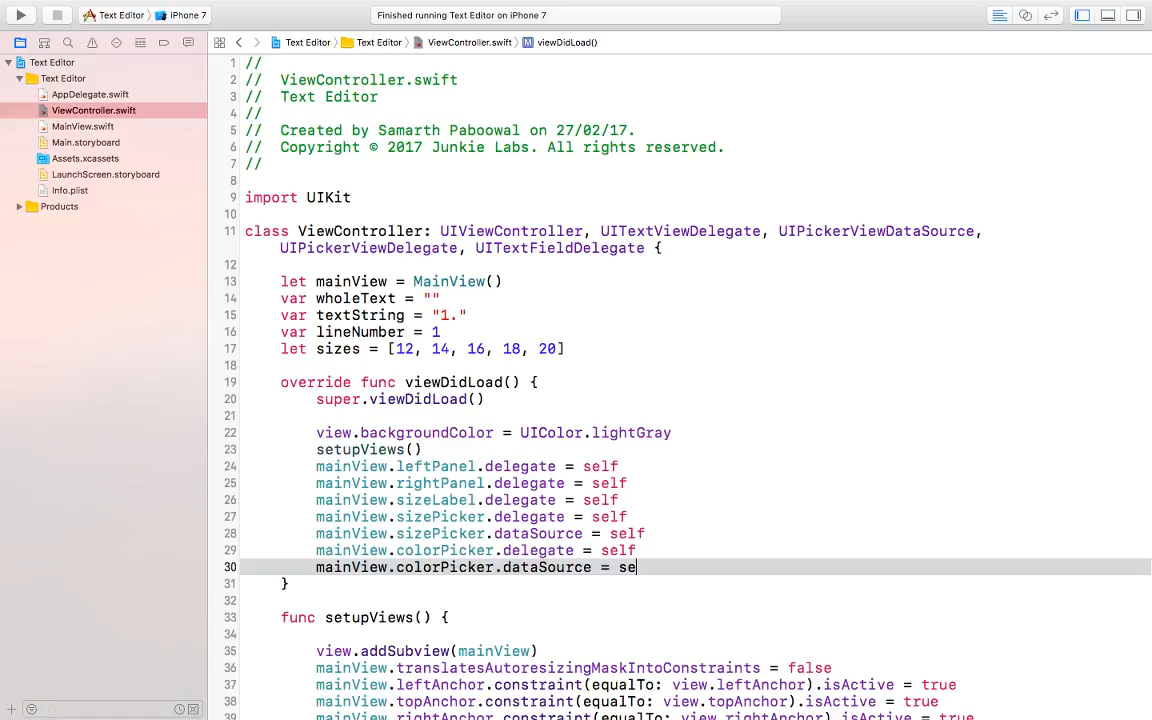 Text Editor iPhone 7
Finished running Text Editor on iPhone 7
Text Editor Text Editor ViewController.swift M viewDidLoad()
Text Editor
Text Editor
AppDelegate.swift
ViewController.swift
MainView.swift
Main.storyboard
Assets.xcassets
LaunchScreen.storyboard
Info.plist
Products
1 //
2 // ViewController.swift
3 // Text Editor
4 //
5 // Created by Samarth Paboowal on 27/02/17.
6 // Copyright © 2017 Junkie Labs. All rights reserved.
7 //
8
9 import UIKit
10
11 class ViewController: UIViewController, UITextViewDelegate, UIPickerViewDataSource,
UIPickerViewDelegate, UITextFieldDelegate {
12
13 let mainView = MainView()
14 var wholeText = ""
15 var textString = "1."
16 var lineNumber = 1
17 let sizes = [12, 14, 16, 18, 20]
18
19 override func viewDidLoad() {
20 super.viewDidLoad()
21
22 view.backgroundColor = UIColor.lightGray
23 setupViews()
24 mainView.leftPanel.delegate = self
25 mainView.rightPanel.delegate = self
26 mainView.sizeLabel.delegate = self
27 mainView.sizePicker.delegate = self
28 mainView.sizePicker.dataSource = self
29 mainView.colorPicker.delegate = self
30 mainView.colorPicker.dataSource = se
31 }
32
33 func setupViews() {
34
35 view.addSubview(mainView)
36 mainView.translatesAutoresizingMaskIntoConstraints = false
37 mainView.leftAnchor.constraint(equalTo: view.leftAnchor).isActive = true
38 mainView.topAnchor.constraint(equalTo: view.topAnchor).isActive = true
39 mainView.rightAnchor.constraint(equalTo: view.rightAnchor).isActive = true